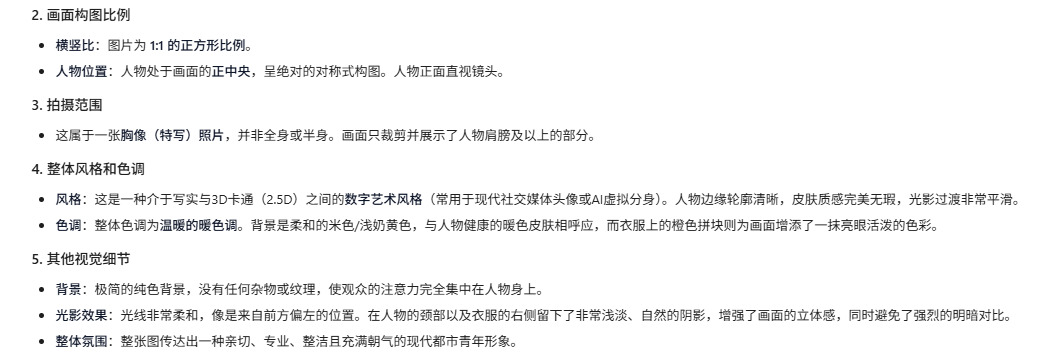 2. 画面构图比例
• 横竖比：图片为 1:1 的正方形比例。
• 人物位置：人物处于画面的正中央，呈绝对的对称式构图。人物正面直视镜头。
3. 拍摄范围
• 这属于一张胸像（特写）照片，并非全身或半身。画面只裁剪并展示了人物肩膀及以上的部分。
4. 整体风格和色调
• 风格：这是一种介于写实与3D卡通（2.5D）之间的数字艺术风格（常用于现代社交媒体头像或AI虚拟分身）。人物边缘轮廓清晰，皮肤质感完美无瑕，光影过渡非常平滑。
• 色调：整体色调为温暖的暖色调。背景是柔和的米色/浅奶黄色，与人物健康的暖色皮肤相呼应，而衣服上的橙色拼块则为画面增添了一抹亮眼活泼的色彩。
5. 其他视觉细节
• 背景：极简的纯色背景，没有任何杂物或纹理，使观众的注意力完全集中在人物身上。
• 光影效果：光线非常柔和，像是来自前方偏左的位置。在人物的颈部以及衣服的右侧留下了非常浅淡、自然的阴影，增强了画面的立体感，同时避免了强烈的明暗对比。
• 整体氛围：整张图传达出一种亲切、专业、整洁且充满朝气的现代都市青年形象。